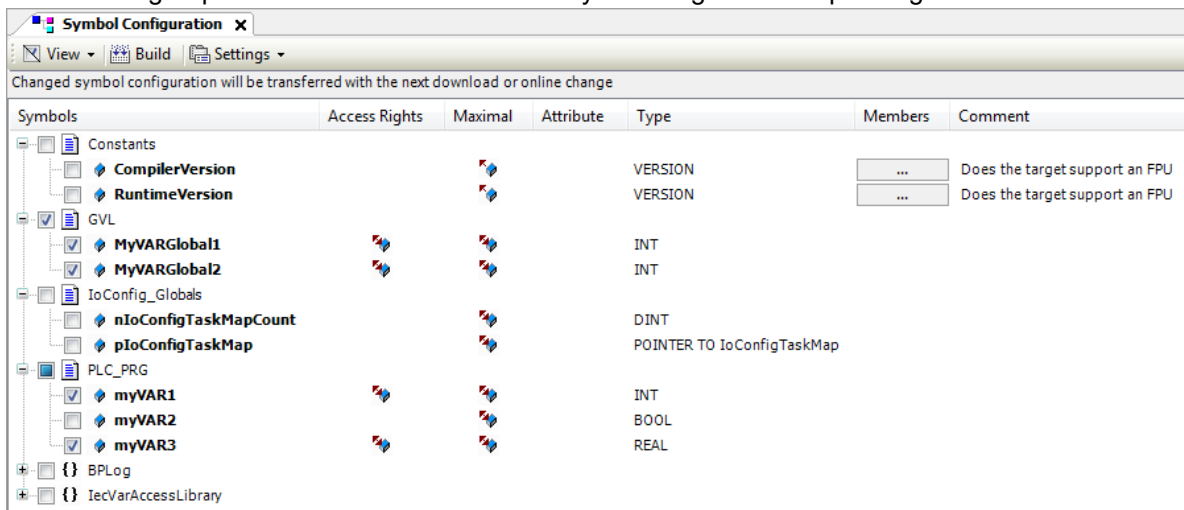 Symbol Configuration X
View Build Settings
Changed symbol configuration will be transferred with the next download or online change
Symbols Access Rights Maximal Attribute Type Members Comment
Constants
CompilerVersion VERSION ... Does the target support an FPU
RuntimeVersion VERSION ... Does the target support an FPU
GVL
MyVARGlobal1 INT
MyVARGlobal2 INT
IoConfig_Globals
nIoConfigTaskMapCount DINT
pIoConfigTaskMap POINTER TO IoConfigTaskMap
PLC_PRG
myVAR1 INT
myVAR2 BOOL
myVAR3 REAL
{} BPLog
{} IecVarAccessLibrary